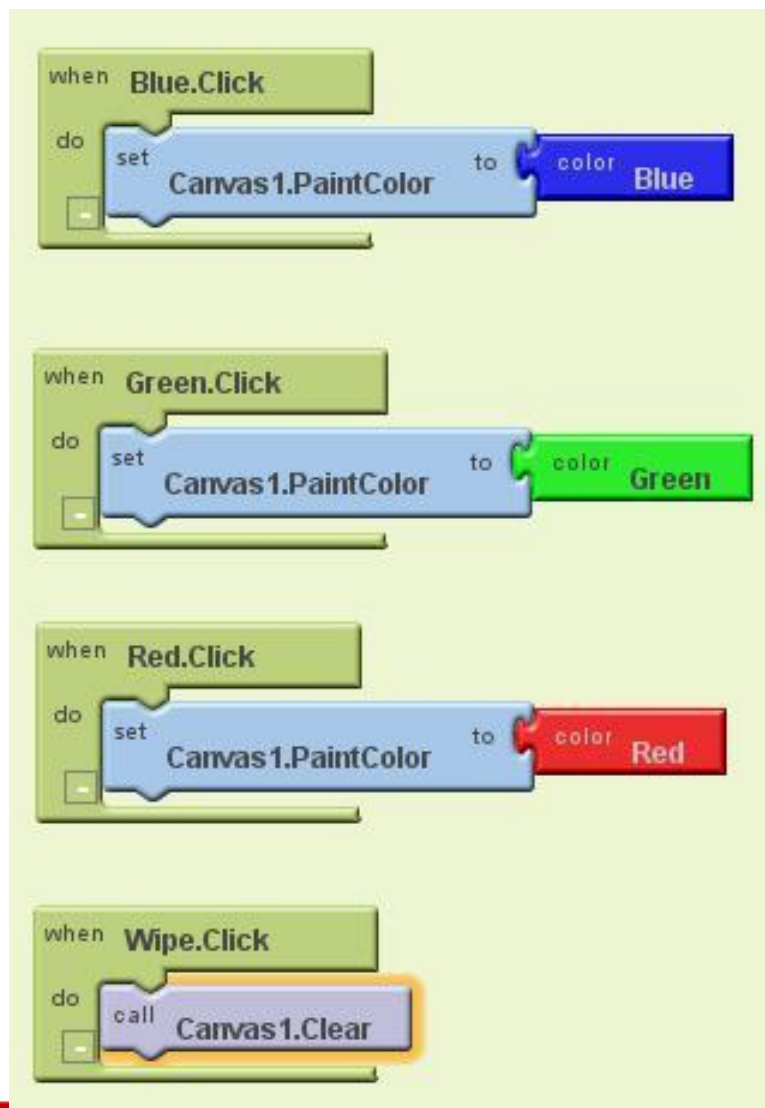 when Blue.Click
do set Canvas1.PaintColor to color Blue
when Green.Click
do set Canvas1.PaintColor to color Green
when Red.Click
do set Canvas1.PaintColor to color Red
when Wipe.Click
do call Canvas1.Clear